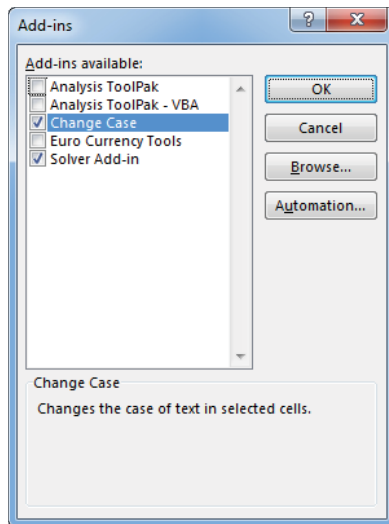 Add-ins
?
Add-ins available:
Analysis ToolPak
Analysis ToolPak - VBA
Change Case
Euro Currency Tools
Solver Add-in
OK
Cancel
Browse...
Automation...
Change Case
Changes the case of text in selected cells.